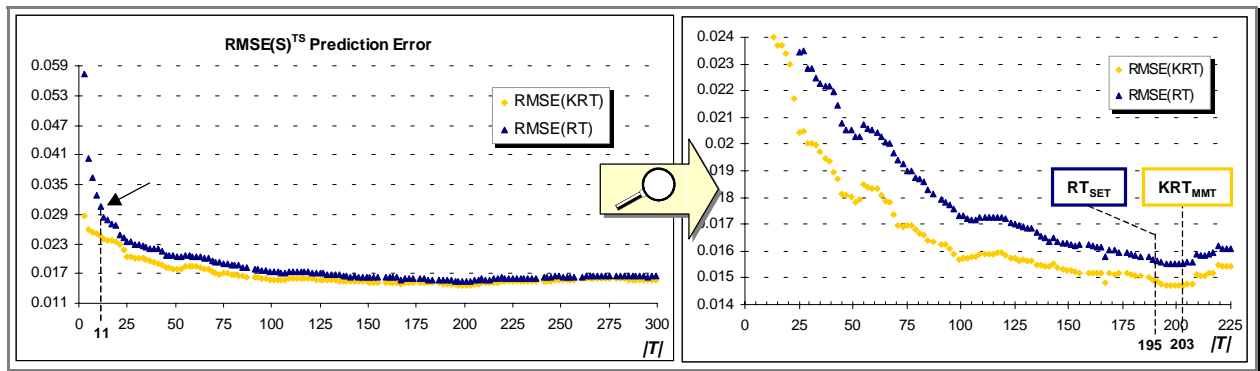 RMSE(S)^TS Prediction Error
0.059
0.053
0.047
0.041
0.035
0.029
0.023
0.017
0.011
RMSE(KRT)
RMSE(RT)
0 25 50 75 100 125 150 175 200 225 250 275 300
11
|T|
0.024
0.023
0.022
0.021
0.02
0.019
0.018
0.017
0.016
0.015
0.014
RMSE(KRT)
RMSE(RT)
RT_SET
KRT_MMT
0 25 50 75 100 125 150 175 200 225
195 203
|T|